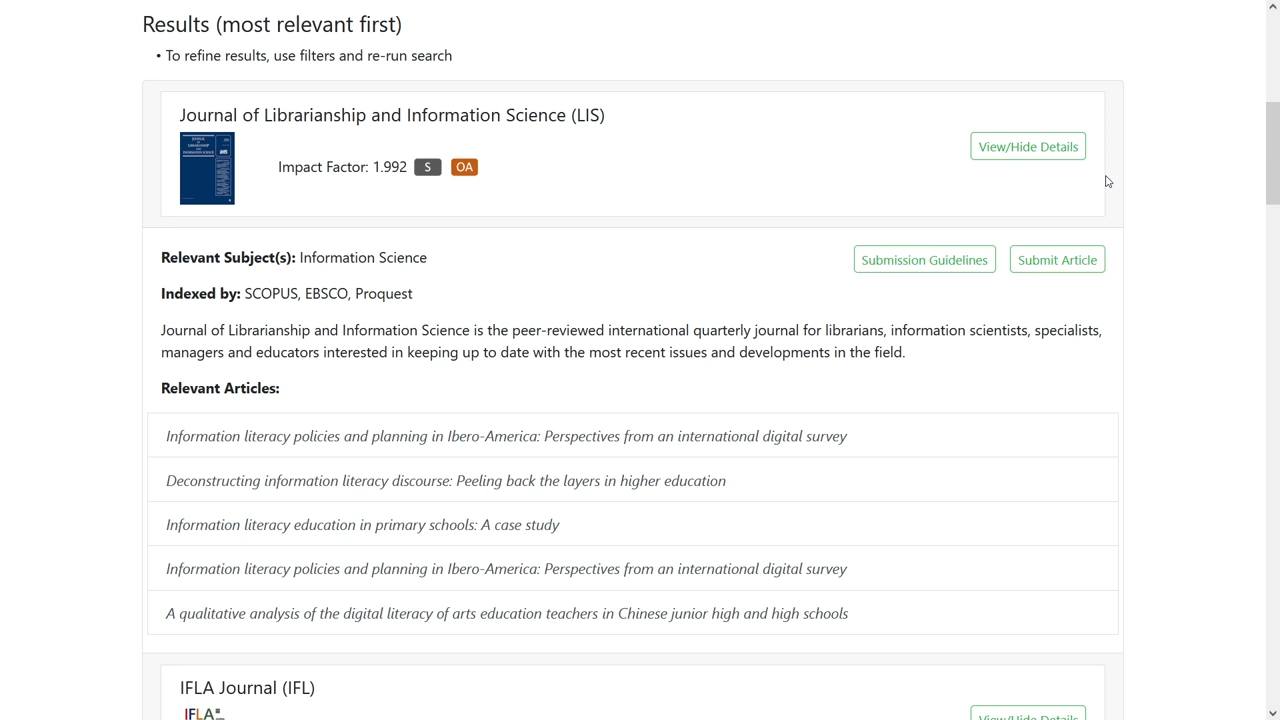 Results (most relevant first)
• To refine results, use filters and re-run search
Journal of Librarianship and Information Science (LIS)
Impact Factor: 1.992 S OA
View/Hide Details
Relevant Subject(s): Information Science
Submission Guidelines
Submit Article
Indexed by: SCOPUS, EBSCO, Proquest
Journal of Librarianship and Information Science is the peer-reviewed international quarterly journal for librarians, information scientists, specialists,
managers and educators interested in keeping up to date with the most recent issues and developments in the field.
Relevant Articles:
Information literacy policies and planning in Ibero-America: Perspectives from an international digital survey
Deconstructing information literacy discourse: Peeling back the layers in higher education
Information literacy education in primary schools: A case study
Information literacy policies and planning in Ibero-America: Perspectives from an international digital survey
A qualitative analysis of the digital literacy of arts education teachers in Chinese junior high and high schools
IFLA Journal (IFL)
IFLA
View/Hide Details